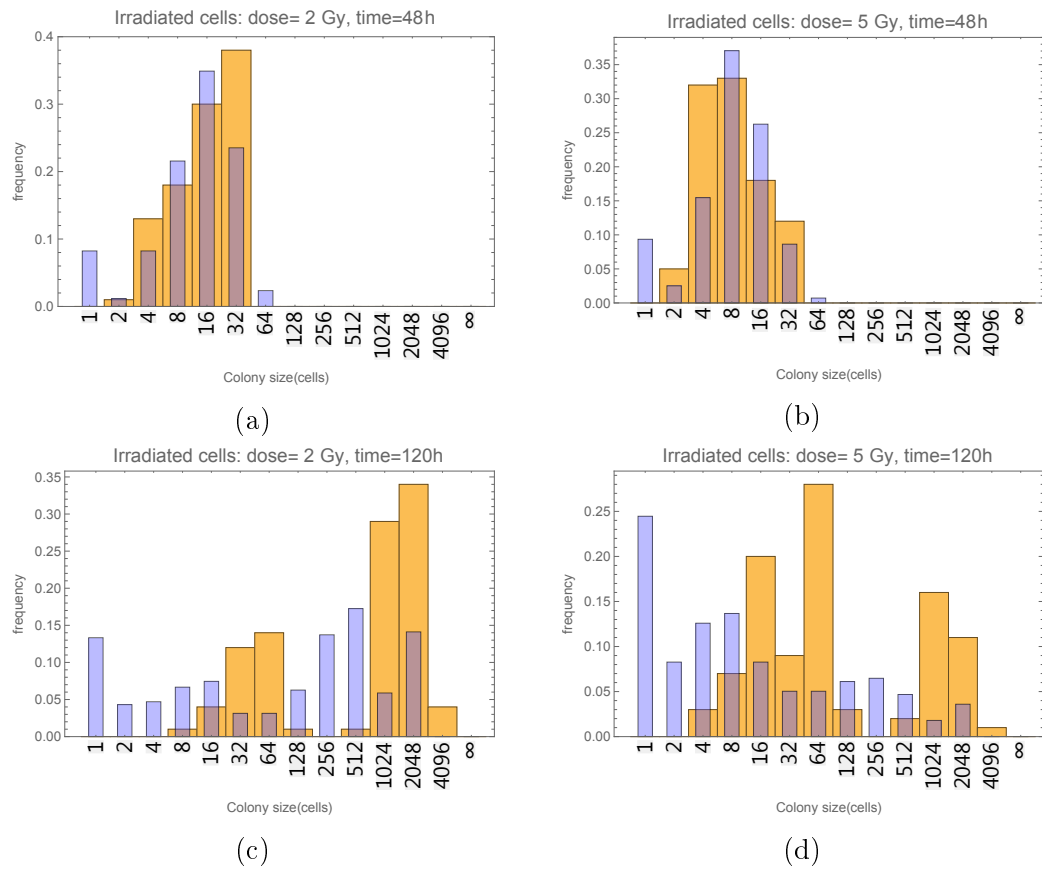 Irradiated cells: dose= 2 Gy, time=48h
0.4
0.3
0.2
0.1
0.0
frequency
1 2 4 8 16 32 64 128 256 512 1024 2048 4096 ∞
Colony size(cells)
(a)
Irradiated cells: dose= 5 Gy, time=48h
0.35
0.30
0.25
0.20
0.15
0.10
0.05
0.00
frequency
1 2 4 8 16 32 64 128 256 512 1024 2048 4096 ∞
Colony size(cells)
(b)
Irradiated cells: dose= 2 Gy, time=120h
0.35
0.30
0.25
0.20
0.15
0.10
0.05
0.00
frequency
1 2 4 8 16 32 64 128 256 512 1024 2048 4096 ∞
Colony size(cells)
(c)
Irradiated cells: dose= 5 Gy, time=120h
0.25
0.20
0.15
0.10
0.05
0.00
frequency
1 2 4 8 16 32 64 128 256 512 1024 2048 4096 ∞
Colony size(cells)
(d)